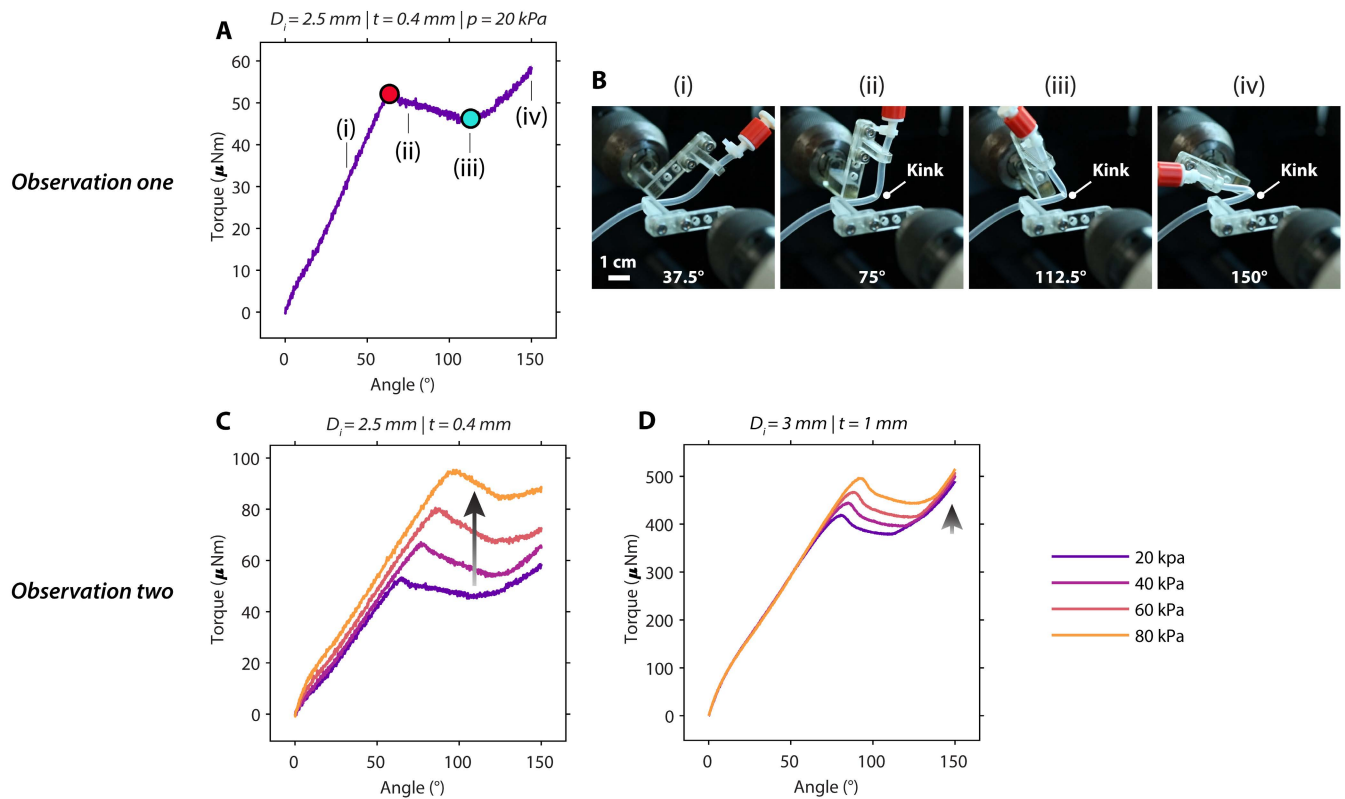 Observation one
A
Dᵢ = 2.5 mm | t = 0.4 mm | p = 20 kPa
60
50
40
30
20
10
0
Torque (μNm)
(i)
(ii)
(iii)
(iv)
0
50
100
150
Angle (°)
B
(i)
(ii)
(iii)
(iv)
Kink
Kink
Kink
1 cm
37.5°
75°
112.5°
150°
Observation two
C
Dᵢ = 2.5 mm | t = 0.4 mm
100
80
60
40
20
0
Torque (μNm)
0
50
100
150
Angle (°)
D
Dᵢ = 3 mm | t = 1 mm
500
400
300
200
100
0
Torque (μNm)
0
50
100
150
Angle (°)
20 kpa
40 kPa
60 kPa
80 kPa